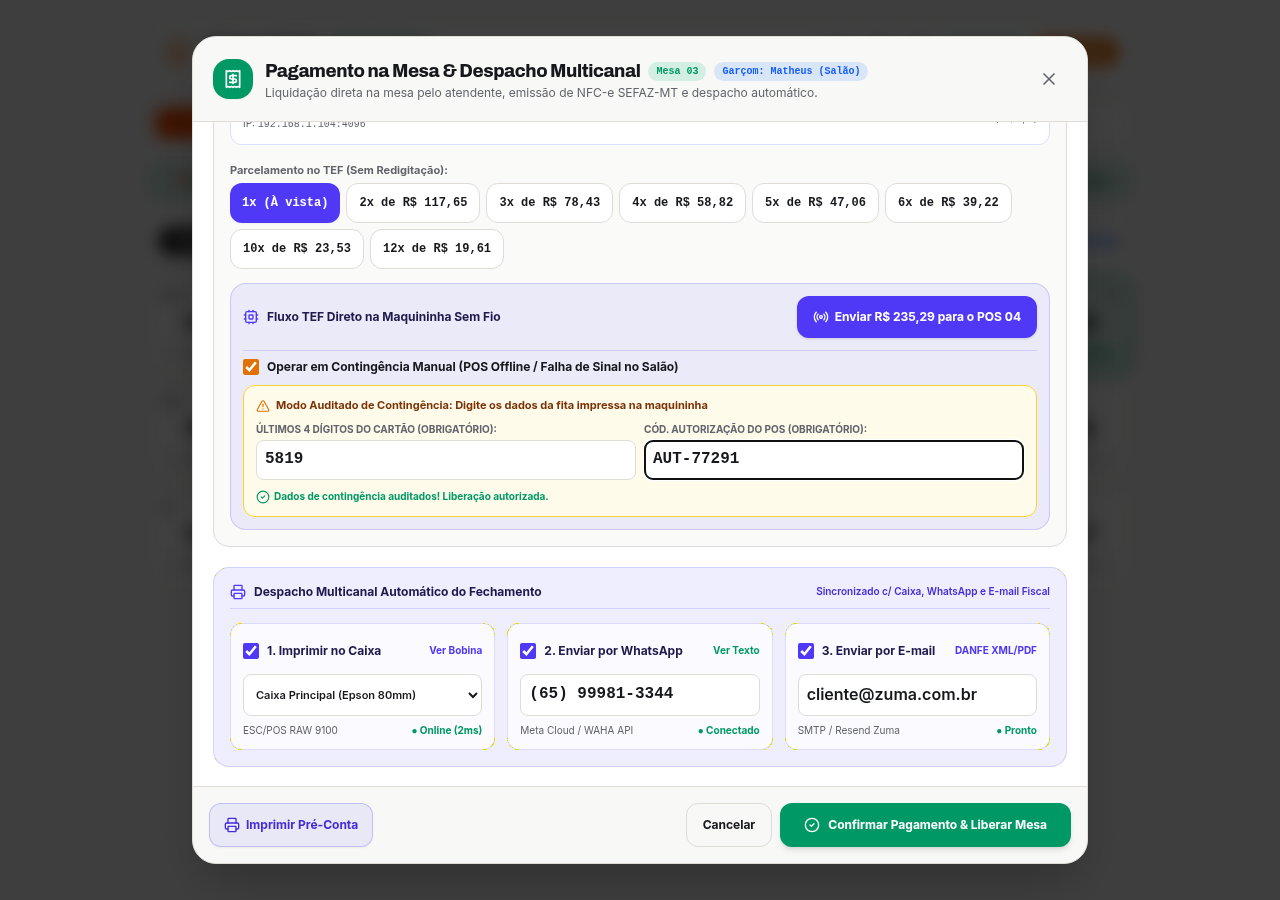 Pagamento na Mesa & Despacho Multicanal Mesa 03 Garçom: Matheus (Salão)
Liquidação direta na mesa pelo atendente, emissão de NFC-e SEFAZ-MT e despacho automático.
IP: 192.168.1.104:4096
Parcelamento no TEF (Sem Redigitação):
1x (À vista) 2x de R$ 117,65 3x de R$ 78,43 4x de R$ 58,82 5x de R$ 47,06 6x de R$ 39,22
10x de R$ 23,53 12x de R$ 19,61
Fluxo TEF Direto na Maquininha Sem Fio Enviar R$ 235,29 para o POS 04
Operar em Contingência Manual (POS Offline / Falha de Sinal no Salão)
Modo Auditado de Contingência: Digite os dados da fita impressa na maquininha
ÚLTIMOS 4 DÍGITOS DO CARTÃO (OBRIGATÓRIO): CÓD. AUTORIZAÇÃO DO POS (OBRIGATÓRIO):
5819 AUT-77291
Dados de contingência auditados! Liberação autorizada.
Despacho Multicanal Automático do Fechamento Sincronizado c/ Caixa, WhatsApp e E-mail Fiscal
1. Imprimir no Caixa Ver Bobina 2. Enviar por WhatsApp Ver Texto 3. Enviar por E-mail DANFE XML/PDF
Caixa Principal (Epson 80mm) (65) 99981-3344 cliente@zuma.com.br
ESC/POS RAW 9100 ● Online (2ms) Meta Cloud / WAHA API ● Conectado SMTP / Resend Zuma ● Pronto
Imprimir Pré-Conta Cancelar Confirmar Pagamento & Liberar Mesa